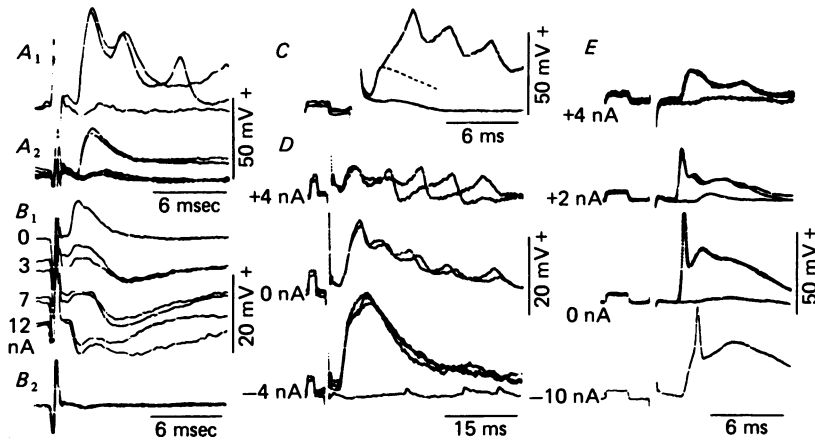 A1
50 mV +
A2
6 msec
B1
0
3
7
12
nA
20 mV +
B2
6 msec
C
50 mV +
6 ms
D
+4 nA
0 nA
20 mV +
−4 nA
15 ms
E
+4 nA
+2 nA
0 nA
50 mV +
−10 nA
6 ms